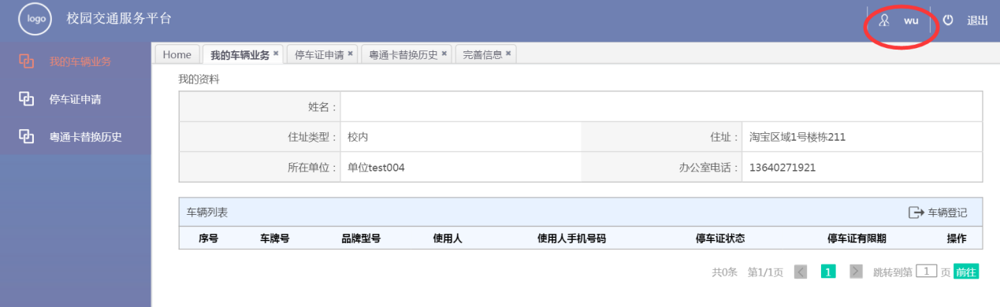 logo 校园交通服务平台 wu 退出
Home 我的车辆业务 × 停车证申请 × 粤通卡替换历史 × 完善信息 ×
我的车辆业务
停车证申请
粤通卡替换历史
我的资料
姓名：
住址类型： 校内 住址： 淘宝区域1号楼栋211
所在单位： 单位test004 办公室电话： 13640271921
车辆列表 车辆登记
序号 车牌号 品牌型号 使用人 使用人手机号码 停车证状态 停车证有限期 操作
共0条 第1/1页 < 1 > 跳转到第 1 页 前往